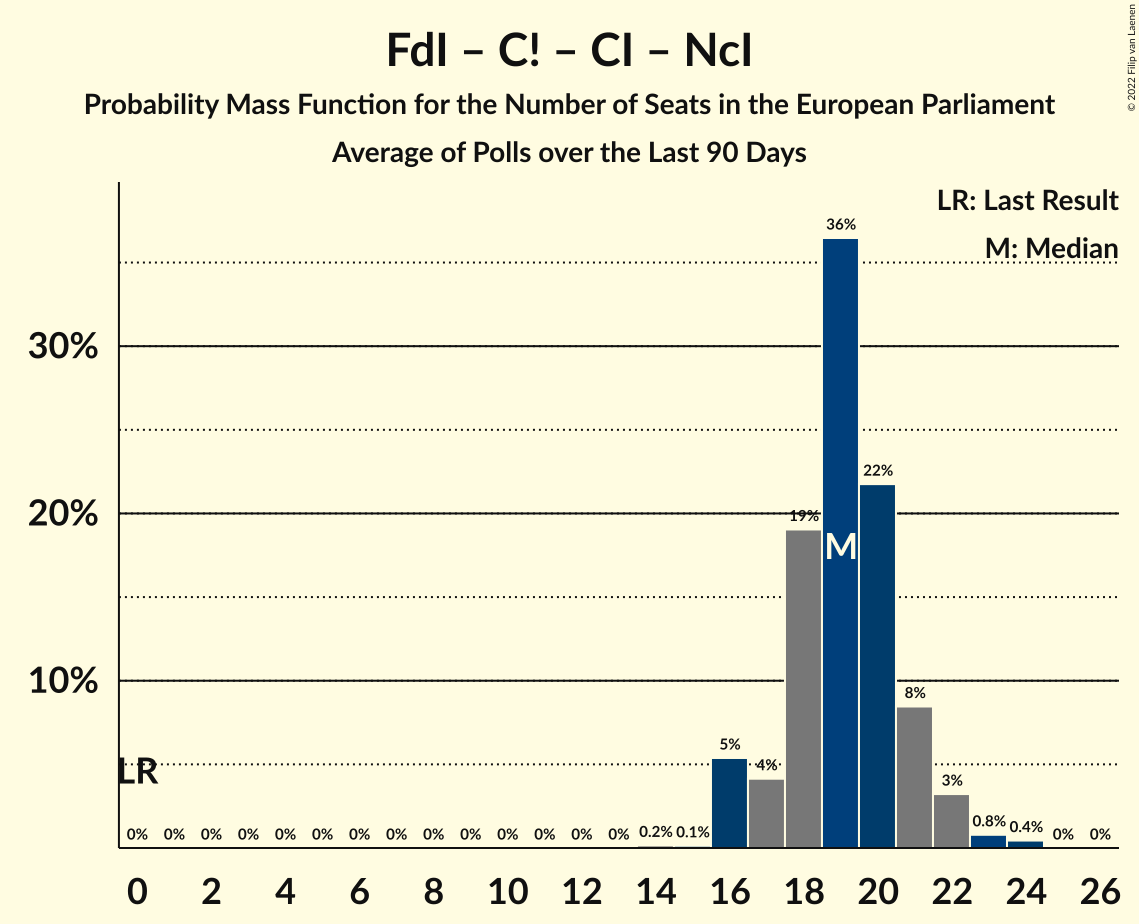 FdI – C! – CI – NcI
Probability Mass Function for the Number of Seats in the European Parliament
Average of Polls over the Last 90 Days
© 2022 Filip van Laenen
LR: Last Result
M: Median
36%
30%
22%
20%
19%
M
10%
8%
5%
4%
3%
LR
0% 0% 0% 0% 0% 0% 0% 0% 0% 0% 0% 0% 0% 0% 0.2% 0.1% 0.8% 0.4% 0% 0%
0 2 4 6 8 10 12 14 16 18 20 22 24 26